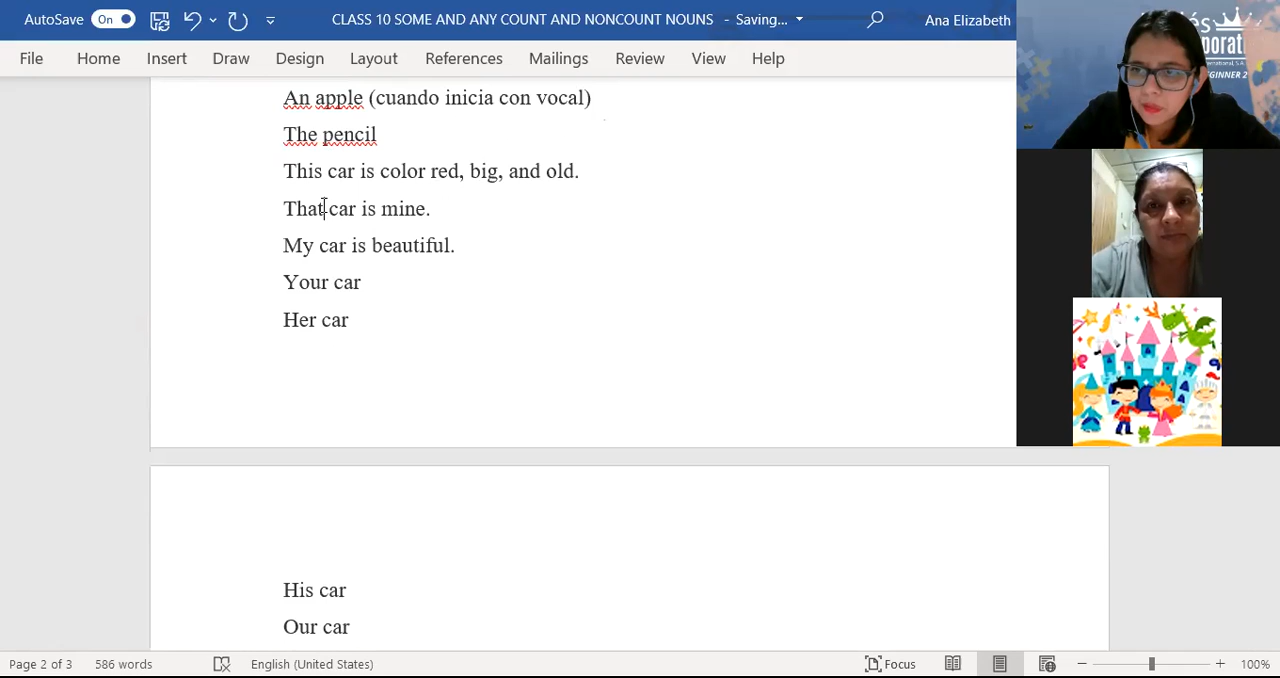 AutoSave On CLASS 10 SOME AND ANY COUNT AND NONCOUNT NOUNS - Saving... Ana Elizabeth
File Home Insert Draw Design Layout References Mailings Review View Help
An apple (cuando inicia con vocal)
The pencil
This car is color red, big, and old.
That car is mine.
My car is beautiful.
Your car
Her car
His car
Our car
Page 2 of 3 586 words English (United States) Focus 100%